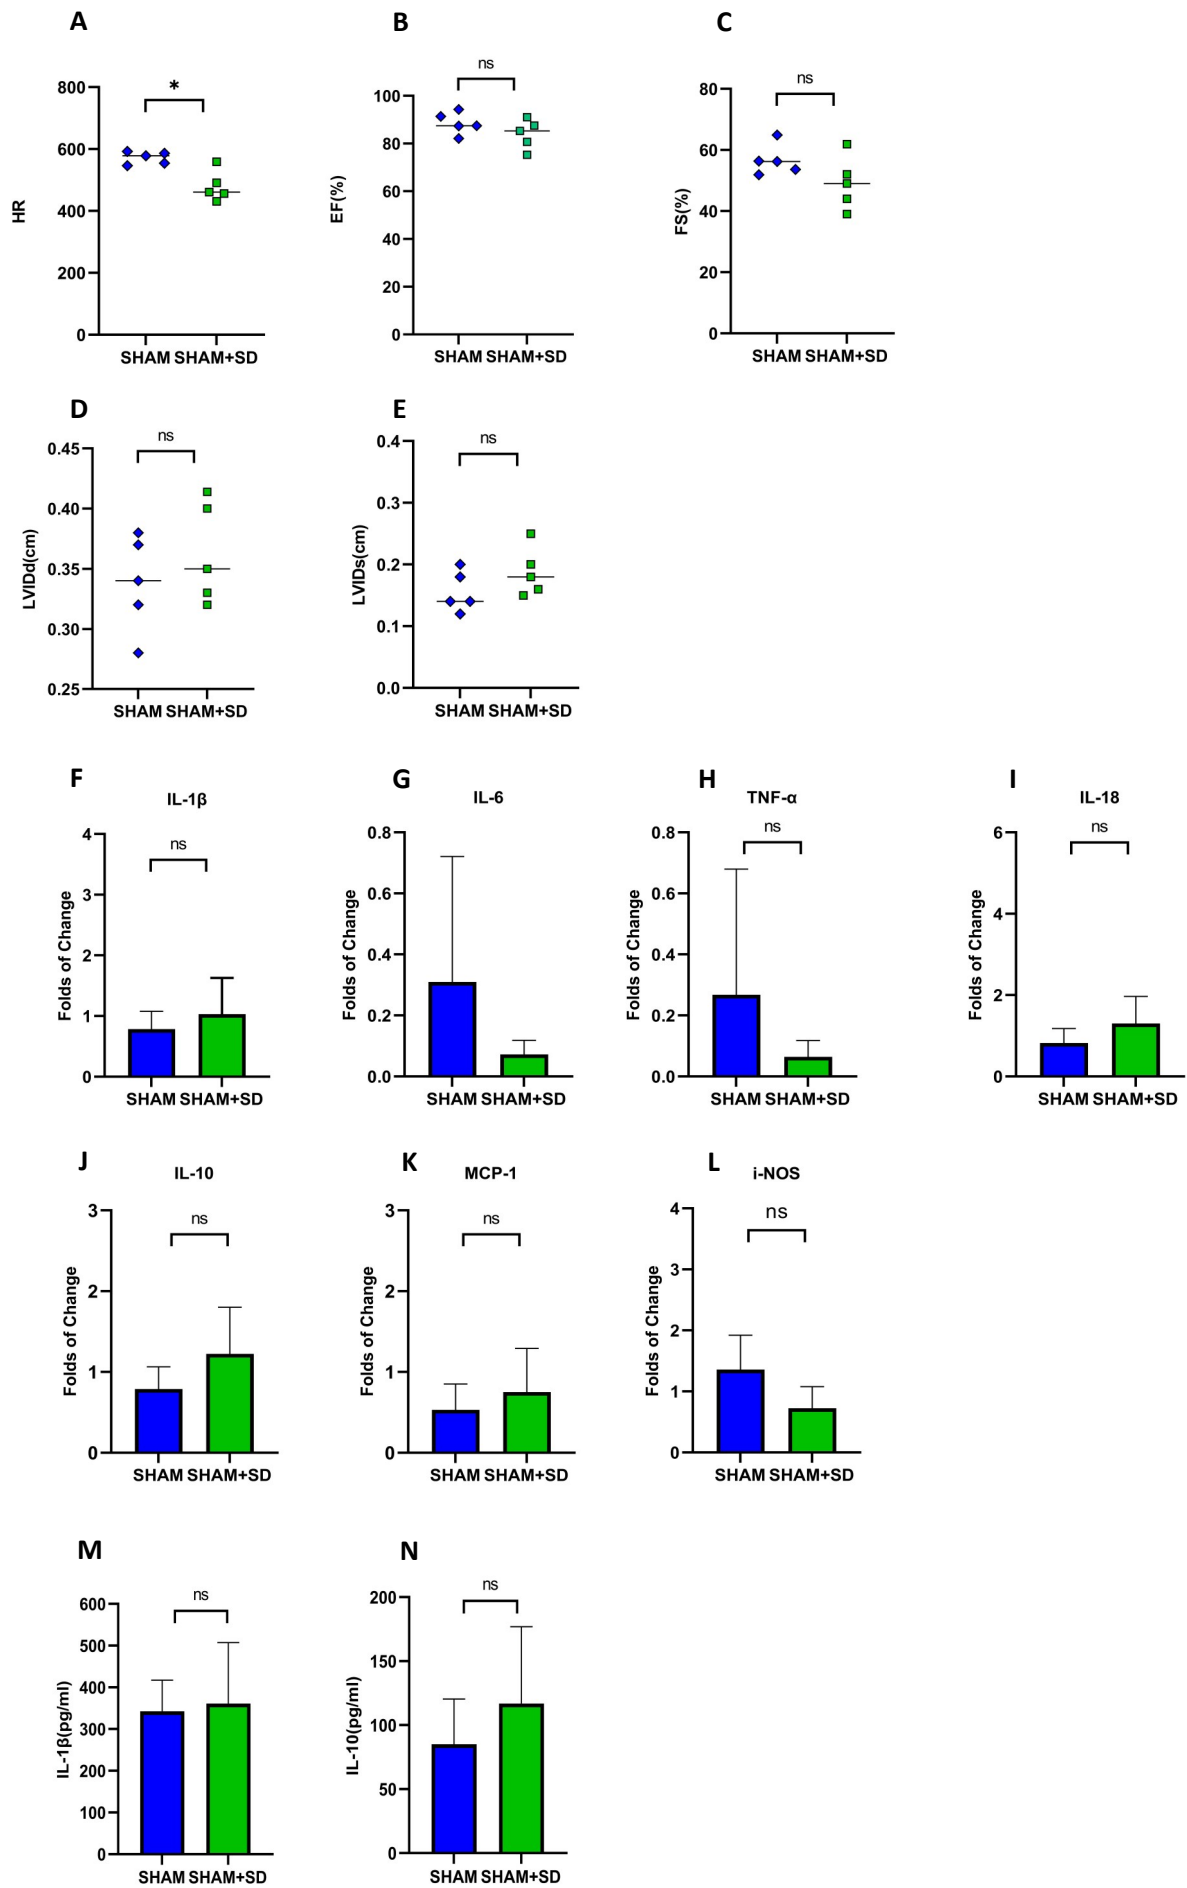 A
B
C
*
ns
ns
HR
800
600
400
200
0
SHAM SHAM+SD
EF(%)
100
80
60
40
20
0
SHAM SHAM+SD
FS(%)
80
60
40
20
0
SHAM SHAM+SD
D
E
ns
ns
LVIDd(cm)
0.45
0.40
0.35
0.30
0.25
SHAM SHAM+SD
LVIDs(cm)
0.4
0.3
0.2
0.1
0.0
SHAM SHAM+SD
F
G
H
I
IL-1β
ns
Folds of Change
4
3
2
1
0
SHAM SHAM+SD
IL-6
Folds of Change
0.8
0.6
0.4
0.2
0.0
SHAM SHAM+SD
TNF-α
ns
Folds of Change
0.8
0.6
0.4
0.2
0.0
SHAM SHAM+SD
IL-18
ns
Folds of Change
6
4
2
0
SHAM SHAM+SD
J
K
L
IL-10
ns
Folds of Change
3
2
1
0
SHAM SHAM+SD
MCP-1
ns
Folds of Change
3
2
1
0
SHAM SHAM+SD
i-NOS
ns
Folds of Change
4
3
2
1
0
SHAM SHAM+SD
M
N
ns
IL-1β(pg/ml)
600
500
400
300
200
100
0
SHAM SHAM+SD
ns
IL-10(pg/ml)
200
150
100
50
0
SHAM SHAM+SD